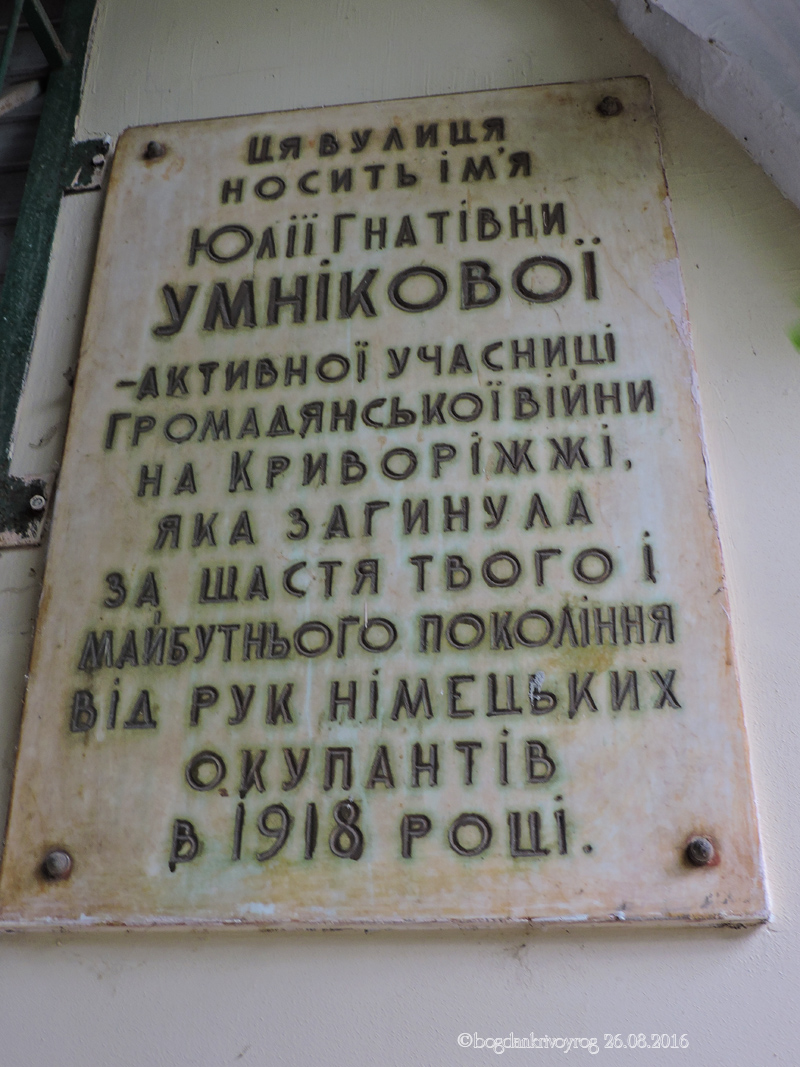 Ця вулиця
носить ім'я
Юлії Гнатівни
Умнікової
-активної учасниці
Громадянської війни
на Криворіжжі,
яка загинула
за щастя твого і
майбутнього покоління
від рук німецьких
окупантів
в 1918 році.
©bogdankrivoyrog 26.08.2016